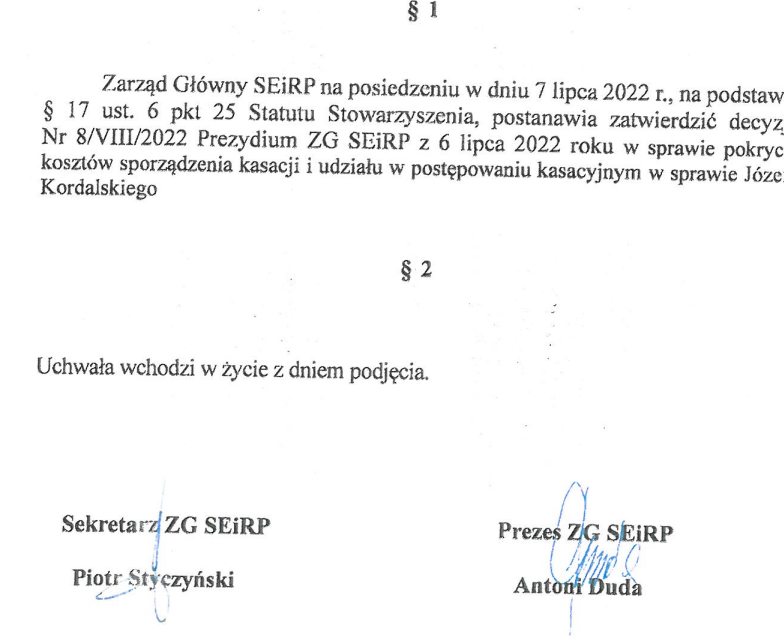 § 1
Zarząd Główny SEiRP na posiedzeniu w dniu 7 lipca 2022 r., na podstaw
§ 17 ust. 6 pkt 25 Statutu Stowarzyszenia, postanawia zatwierdzić decyz
Nr 8/VIII/2022 Prezydium ZG SEiRP z 6 lipca 2022 roku w sprawie pokryc
kosztów sporządzenia kasacji i udziału w postępowaniu kasacyjnym w sprawie Józe
Kordalskiego
§ 2
Uchwała wchodzi w życie z dniem podjęcia.
Sekretarz ZG SEiRP
Prezes ZG SEiRP
Piotr Styczyński
Antoni Duda